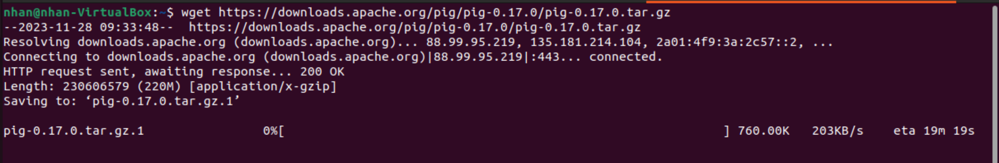 nhan@nhan-VirtualBox:~$ wget https://downloads.apache.org/pig/pig-0.17.0/pig-0.17.0.tar.gz
--2023-11-28 09:33:48--  https://downloads.apache.org/pig/pig-0.17.0/pig-0.17.0.tar.gz
Resolving downloads.apache.org (downloads.apache.org)... 88.99.95.219, 135.181.214.104, 2a01:4f9:3a:2c57::2, ...
Connecting to downloads.apache.org (downloads.apache.org)|88.99.95.219|:443... connected.
HTTP request sent, awaiting response... 200 OK
Length: 230606579 (220M) [application/x-gzip]
Saving to: ‘pig-0.17.0.tar.gz.1’
pig-0.17.0.tar.gz.1                0%[                    ] 760.00K   203KB/s    eta 19m 19s